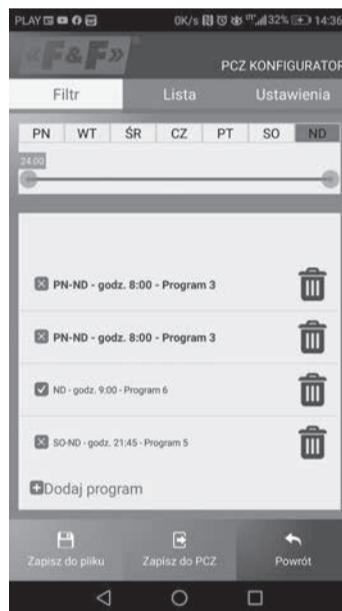 PLAY 0K/s 32% 14:36
«F&F»
PCZ KONFIGURATOR
Filtr Lista Ustawienia
PN WT ŚR CZ PT SO ND
24.00
PN-ND - godz. 8:00 - Program 3
PN-ND - godz. 8:00 - Program 3
ND - godz. 9:00 - Program 6
SO-ND - godz. 21:45 - Program 5
Dodaj program
Zapisz do pliku Zapisz do PCZ Powrót